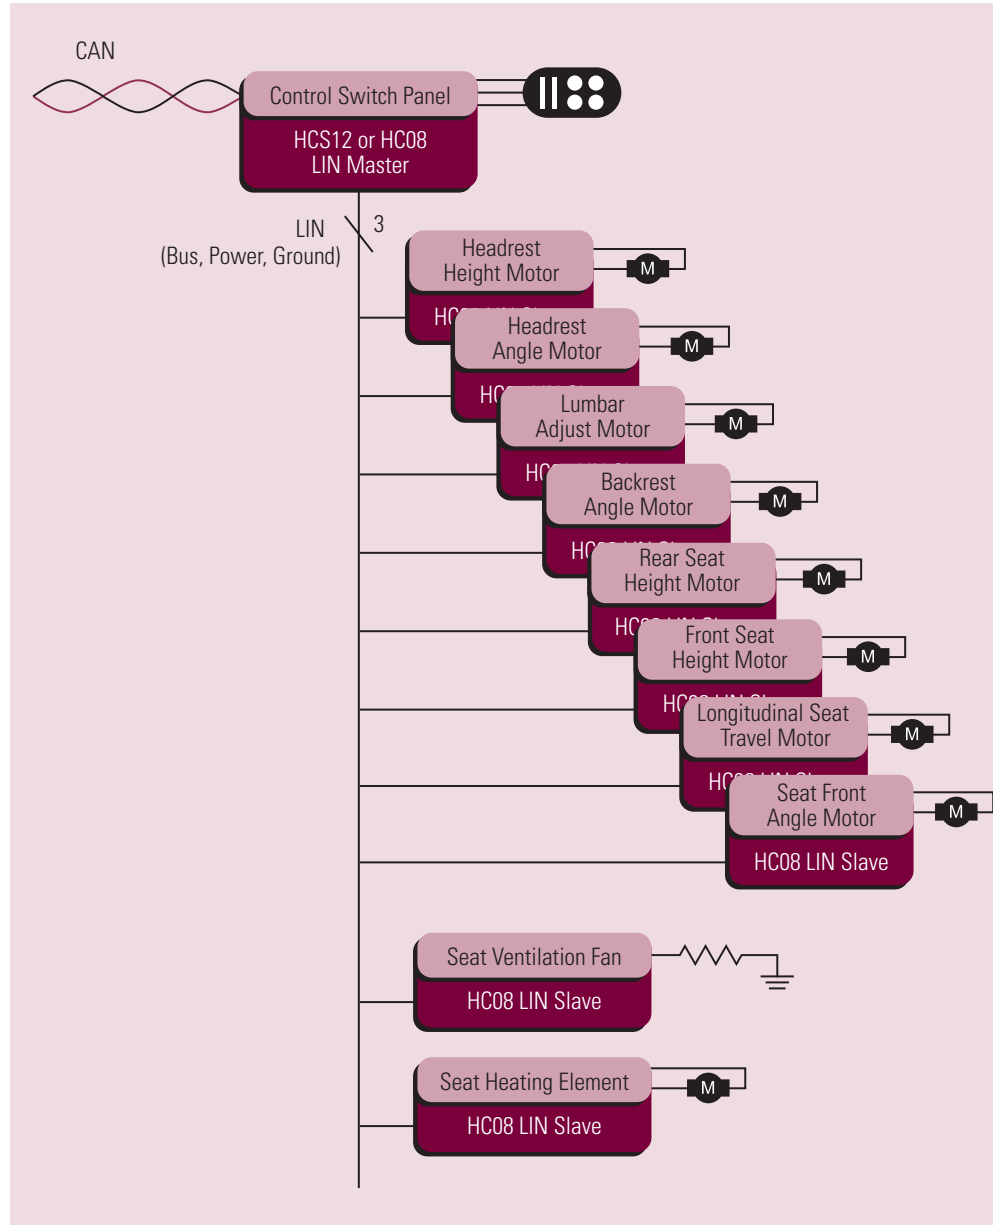 CAN
Control Switch Panel
HCS12 or HC08
LIN Master
LIN
(Bus, Power, Ground)
3
Headrest
Height Motor
M
Headrest
Angle Motor
M
Lumbar
Adjust Motor
M
Backrest
Angle Motor
M
Rear Seat
Height Motor
M
Front Seat
Height Motor
M
Longitudinal Seat
Travel Motor
M
Seat Front
Angle Motor
M
HC08 LIN Slave
Seat Ventilation Fan
HC08 LIN Slave
Seat Heating Element
M
HC08 LIN Slave